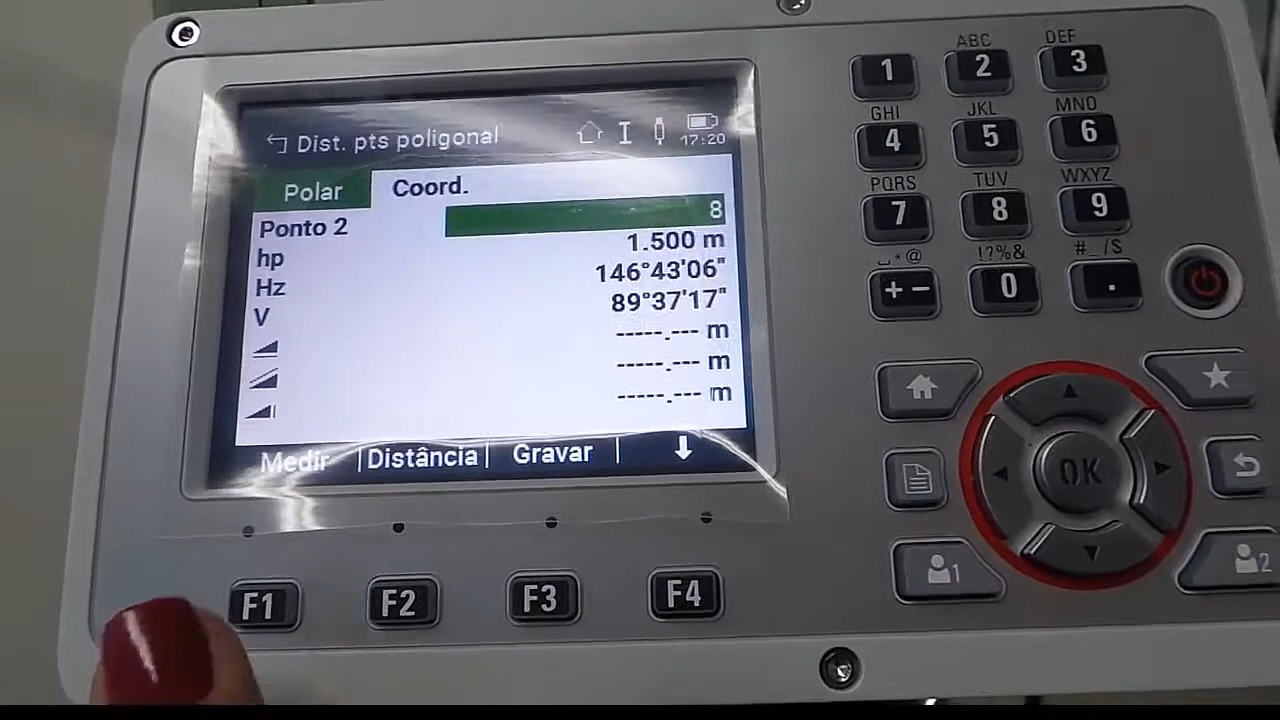 Dist. pts poligonal
17:20
Polar Coord.
Ponto 2 8
hp 1.500 m
Hz 146°43'06"
V 89°37'17"
-----.--- m
-----.--- m
-----.--- m
Medir Distância Gravar
F1 F2 F3 F4
ABC DEF
1 2 3
GHI JKL MNO
4 5 6
PQRS TUV WXYZ
7 8 9
␣*@ !?%& #_/$
+- 0 .
OK
1 2